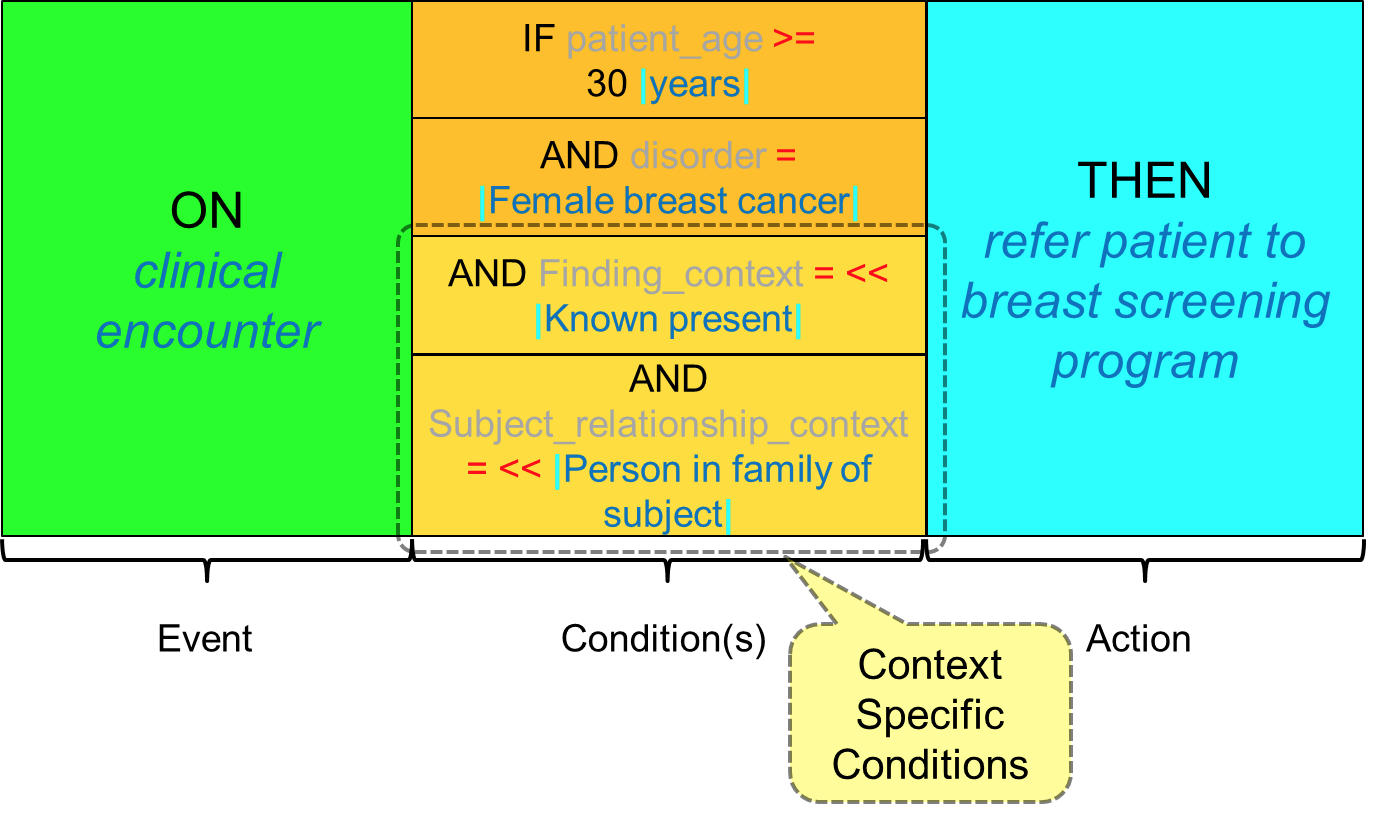 ON
clinical
encounter
IF patient_age >=
30 |years|
AND disorder =
|Female breast cancer|
AND Finding_context = <<
|Known present|
AND
Subject_relationship_context
= << |Person in family of
subject|
THEN
refer patient to
breast screening
program
Event
Condition(s)
Action
Context
Specific
Conditions